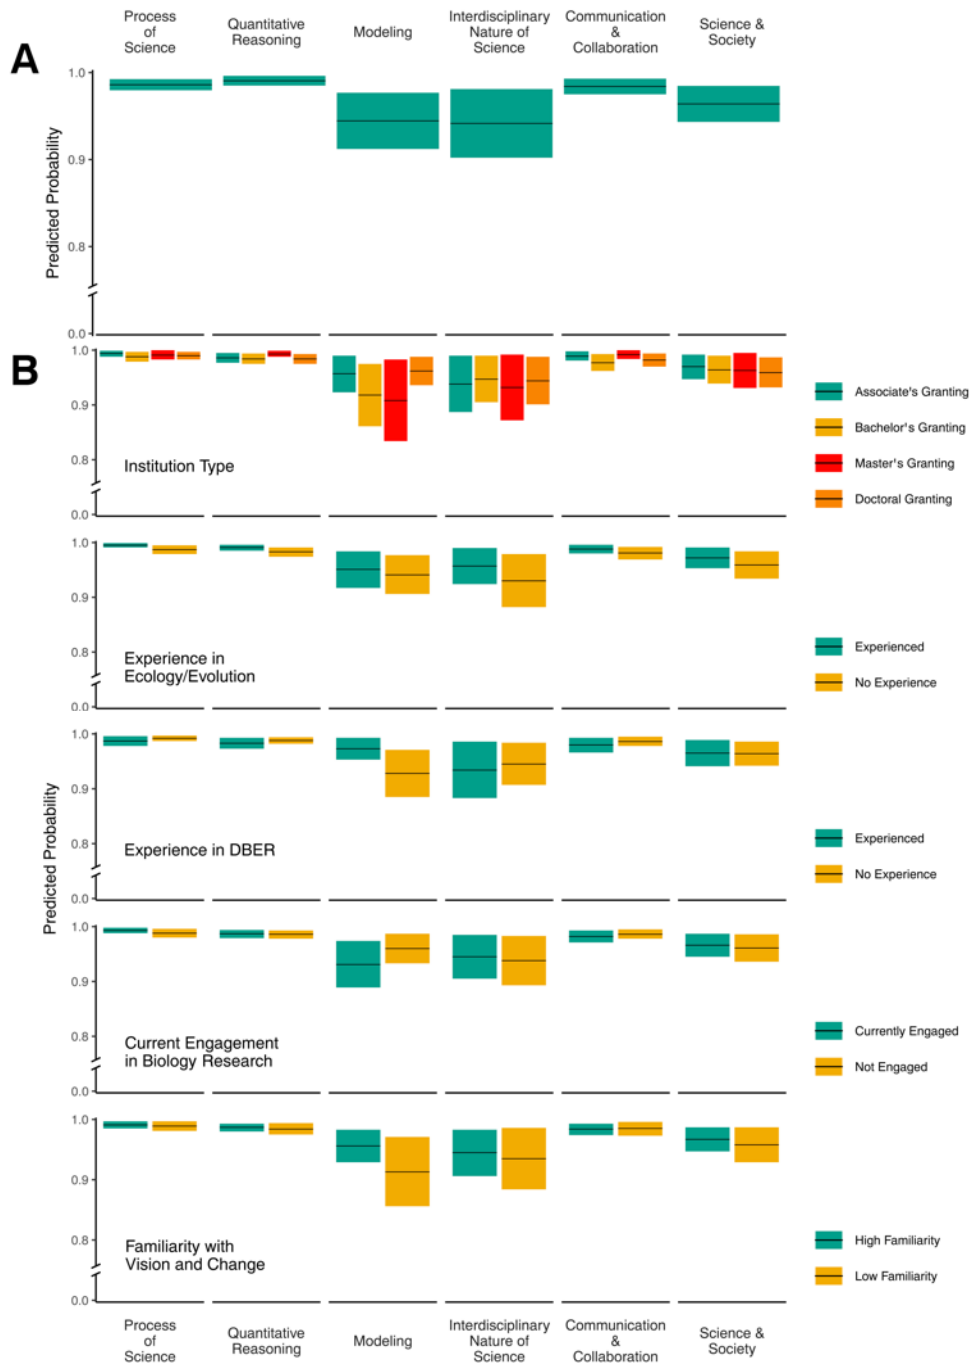 Process
of
Science
Quantitative
Reasoning
Modeling
Interdisciplinary
Nature of
Science
Communication
&
Collaboration
Science &
Society
A
Predicted Probability
1.0
0.9
0.8
0.0
B
Predicted Probability
1.0
0.9
0.8
0.0
Institution Type
Associate's Granting
Bachelor's Granting
Master's Granting
Doctoral Granting
1.0
0.9
0.8
0.0
Experience in
Ecology/Evolution
Experienced
No Experience
1.0
0.9
0.8
0.0
Experience in DBER
Experienced
No Experience
1.0
0.9
0.8
0.0
Current Engagement
in Biology Research
Currently Engaged
Not Engaged
1.0
0.9
0.8
0.0
Familiarity with
Vision and Change
High Familiarity
Low Familiarity
Process
of
Science
Quantitative
Reasoning
Modeling
Interdisciplinary
Nature of
Science
Communication
&
Collaboration
Science &
Society